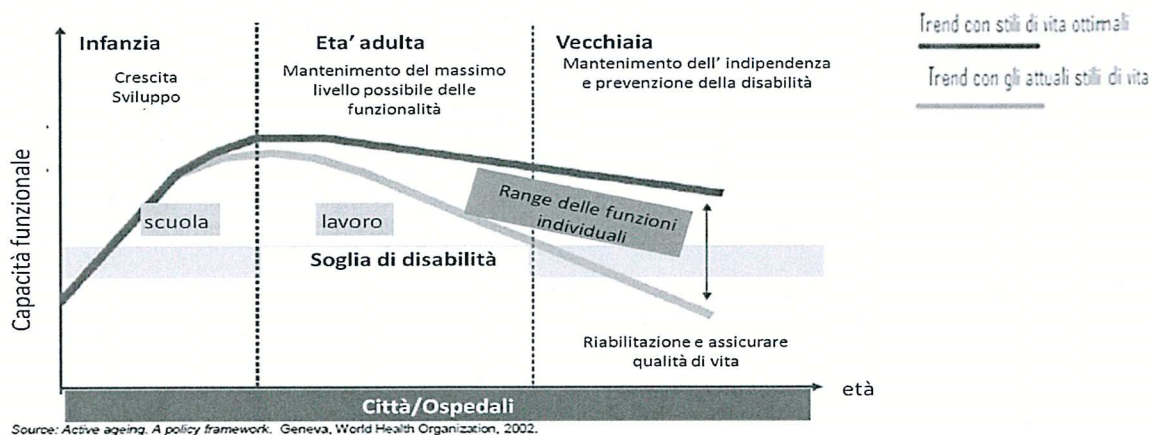 Infanzia
Crescita
Sviluppo
Eta' adulta
Mantenimento del massimo
livello possibile delle
funzionalità
Vecchiaia
Mantenimento dell' indipendenza
e prevenzione della disabilità
Trend con stili di vita ottimali
Trend con gli attuali stili di vita
Capacità funzionale
scuola
lavoro
Range delle funzioni
individuali
Soglia di disabilità
Riabilitazione e assicurare
qualità di vita
età
Città/Ospedali
Source: Active ageing. A policy framework. Geneva, World Health Organization, 2002.